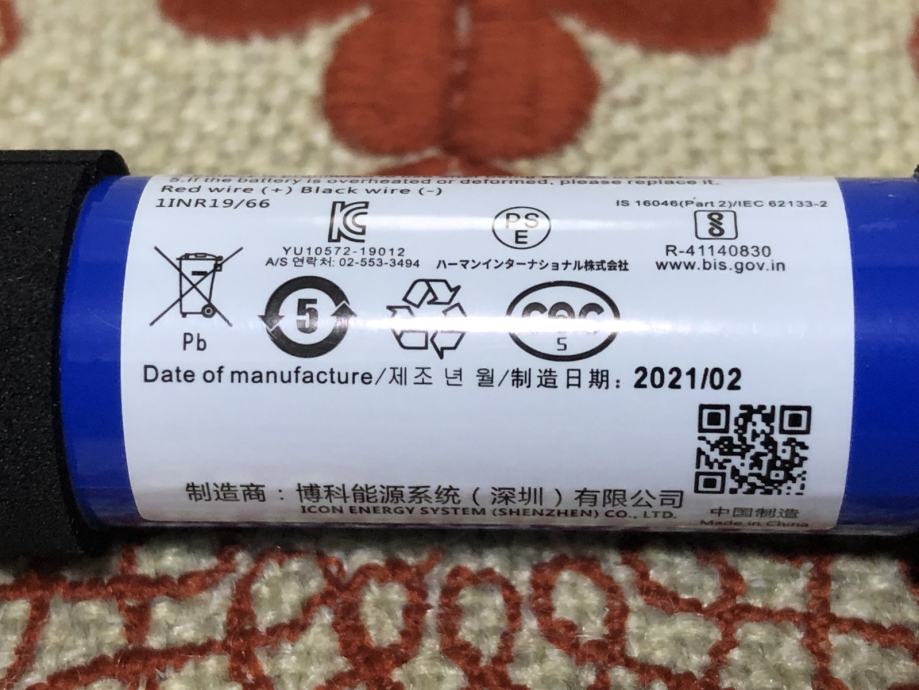 5.If the battery is overheated or deformed, please replace it.
Red wire (+) Black wire (-)
1INR19/66
IS 16046(Part 2)/IEC 62133-2
PS
E
YU10572-19012
R-41140830
A/S 연락처: 02-553-3494
ハーマンインターナショナル株式会社
www.bis.gov.in
Pb
5
CQC
5
Date of manufacture/제조 년 월/制造日期: 2021/02
制造商：博科能源系统（深圳）有限公司
ICON ENERGY SYSTEM (SHENZHEN) CO., LTD.
中国制造
Made in China